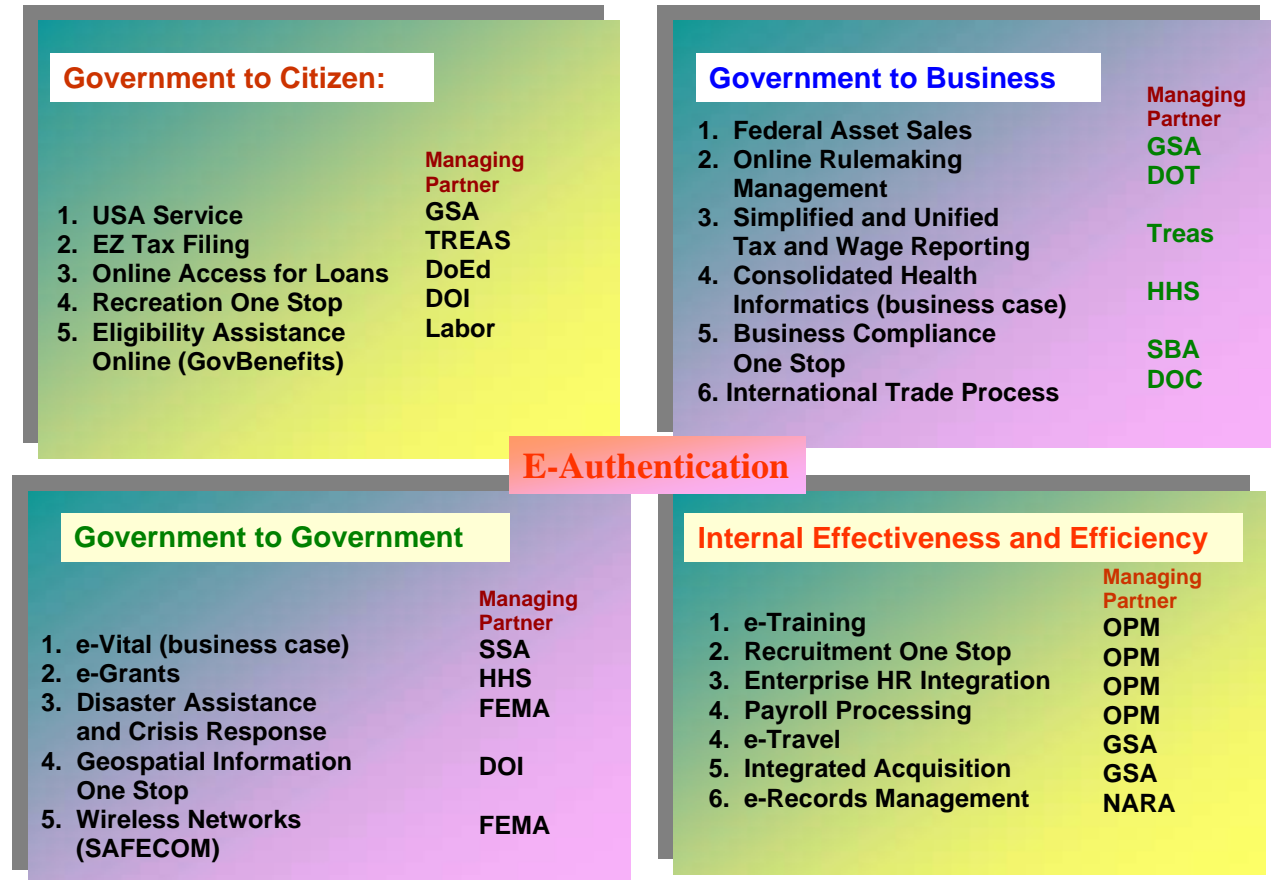 Government to Citizen:
Managing
Partner
1. USA Service GSA
2. EZ Tax Filing TREAS
3. Online Access for Loans DoEd
4. Recreation One Stop DOI
5. Eligibility Assistance Labor
Online (GovBenefits)
Government to Business
Managing
Partner
1. Federal Asset Sales GSA
2. Online Rulemaking DOT
Management
3. Simplified and Unified
Tax and Wage Reporting Treas
4. Consolidated Health
Informatics (business case) HHS
5. Business Compliance
One Stop SBA
6. International Trade Process DOC
E-Authentication
Government to Government
Managing
Partner
1. e-Vital (business case) SSA
2. e-Grants HHS
3. Disaster Assistance FEMA
and Crisis Response
4. Geospatial Information DOI
One Stop
5. Wireless Networks FEMA
(SAFECOM)
Internal Effectiveness and Efficiency
Managing
Partner
1. e-Training OPM
2. Recruitment One Stop OPM
3. Enterprise HR Integration OPM
4. Payroll Processing OPM
4. e-Travel GSA
5. Integrated Acquisition GSA
6. e-Records Management NARA